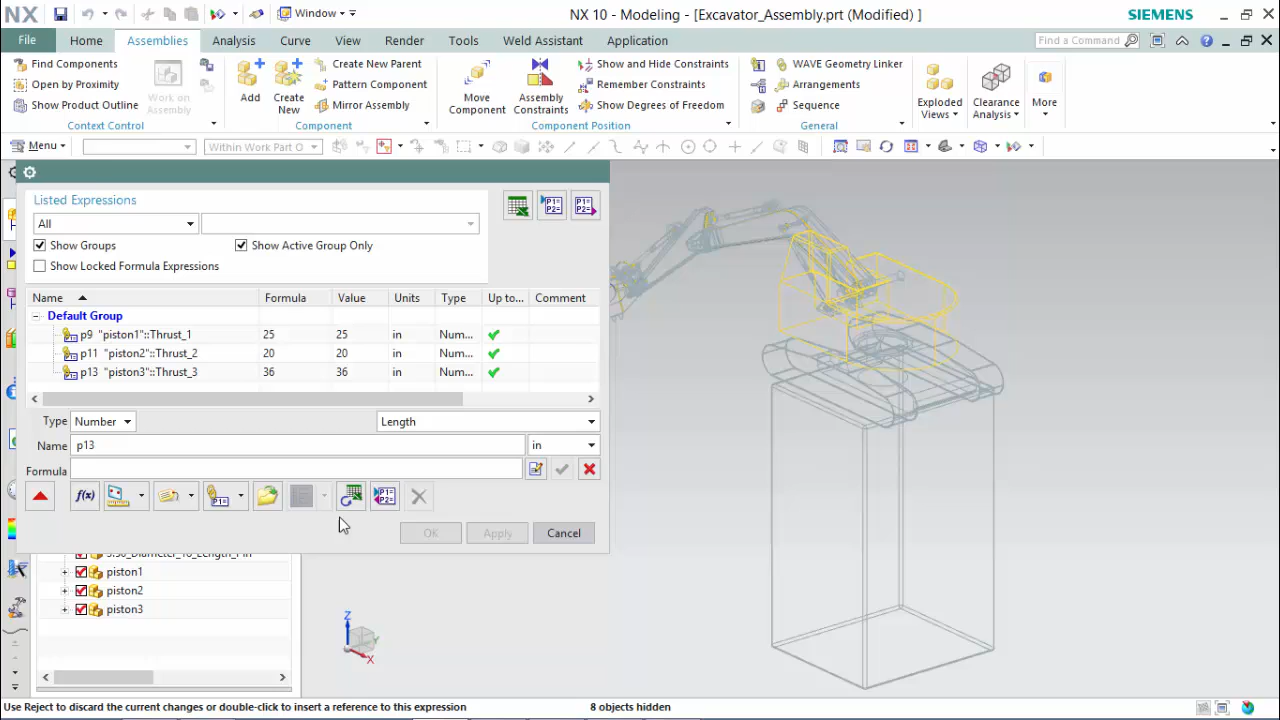 NX Window NX 10 - Modeling - [Excavator_Assembly.prt (Modified) ] SIEMENS
File Home Assemblies Analysis Curve View Render Tools Weld Assistant Application Find a Command
Find Components
Open by Proximity
Show Product Outline
Work on
Assembly
Context Control
Add
Create
New
Create New Parent
Pattern Component
Mirror Assembly
Component
Move
Component
Assembly
Constraints
Show and Hide Constraints
Remember Constraints
Show Degrees of Freedom
Component Position
WAVE Geometry Linker
Arrangements
Sequence
General
Exploded
Views
Clearance
Analysis
More
Menu Within Work Part O
Listed Expressions
All
Show Groups Show Active Group Only
Show Locked Formula Expressions
Name Formula Value Units Type Up to... Comment
Default Group
p9 "piston1"::Thrust_1 25 25 in Num...
p11 "piston2"::Thrust_2 20 20 in Num...
p13 "piston3"::Thrust_3 36 36 in Num...
Type Number Length
Name p13 in
Formula
f(x) P1= P1= P2=
OK Apply Cancel
piston1
piston2
piston3
Z
X
Use Reject to discard the current changes or double-click to insert a reference to this expression 8 objects hidden